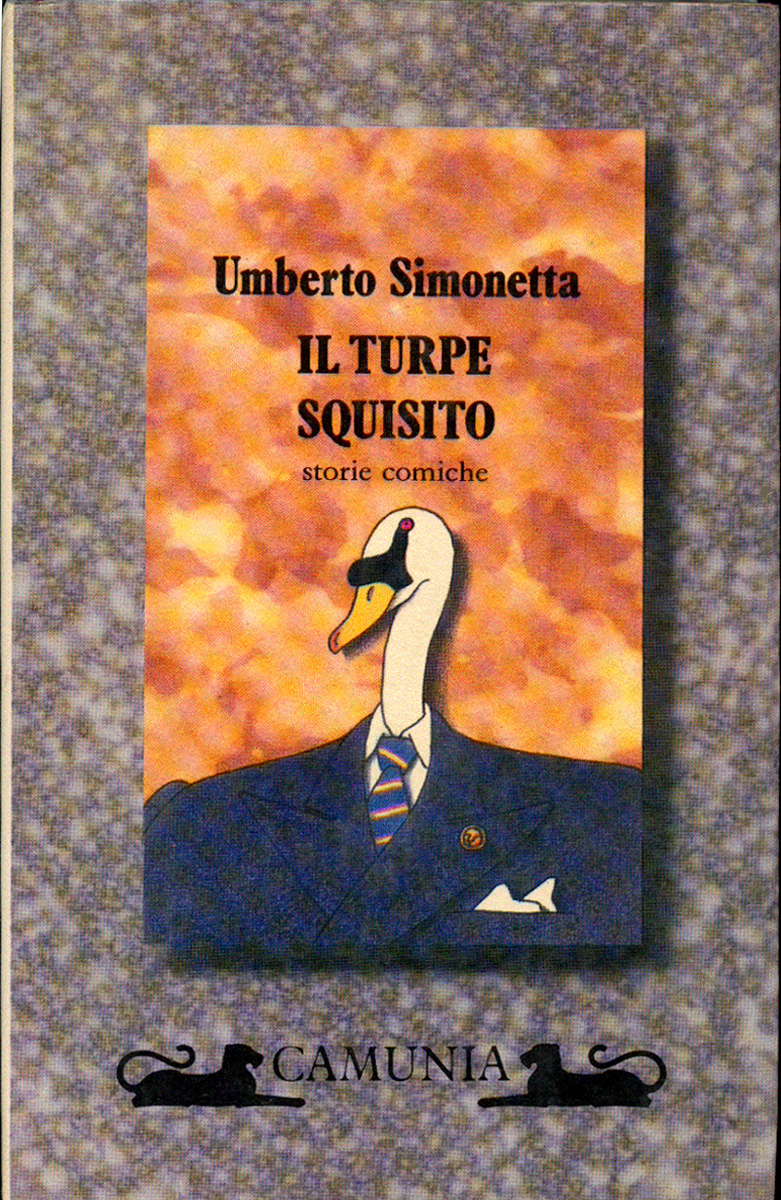 Umberto Simonetta
IL TURPE
SQUISITO
storie comiche
CAMUNIA